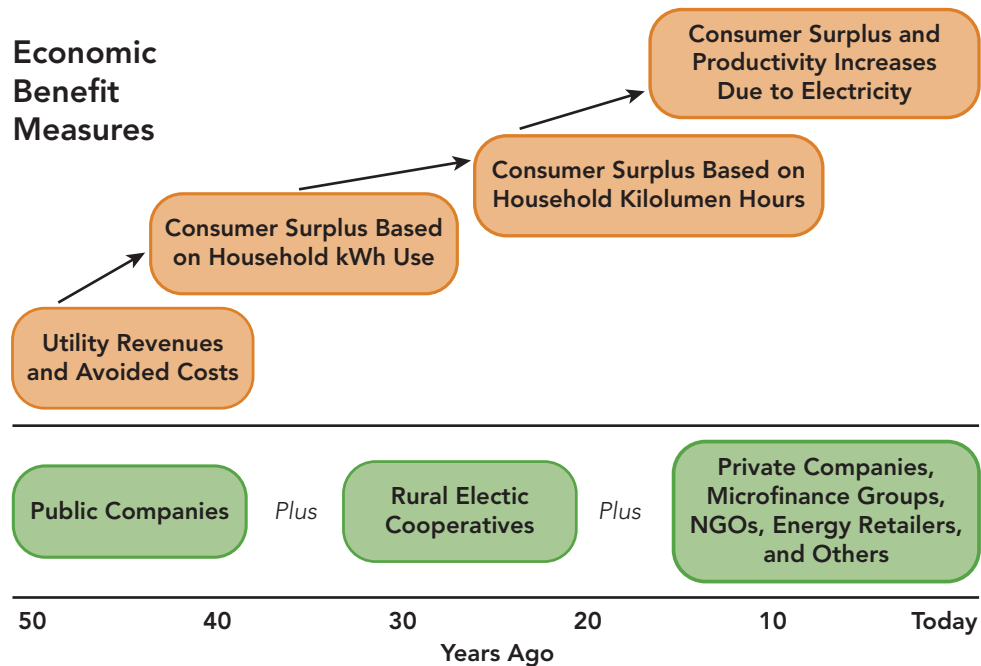 Economic
Benefit
Measures
Consumer Surplus and
Productivity Increases
Due to Electricity
Consumer Surplus Based on
Household Kilolumen Hours
Consumer Surplus Based
on Household kWh Use
Utility Revenues
and Avoided Costs
Public Companies
Plus
Rural Electic
Cooperatives
Plus
Private Companies,
Microfinance Groups,
NGOs, Energy Retailers,
and Others
50 40 30 20 10 Today
Years Ago